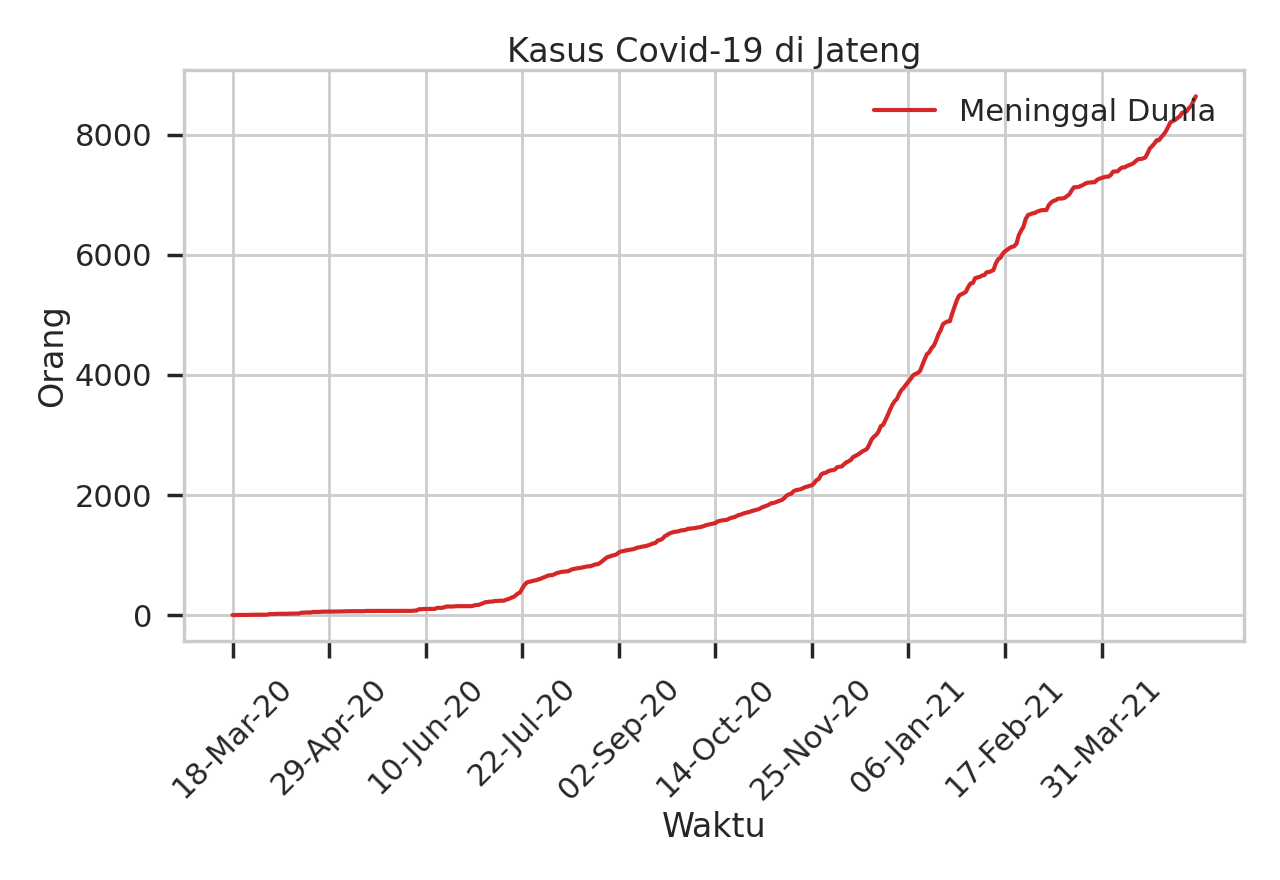 Kasus Covid-19 di Jateng
Meninggal Dunia
8000
6000
4000
2000
0
Orang
18-Mar-20
29-Apr-20
10-Jun-20
22-Jul-20
02-Sep-20
14-Oct-20
25-Nov-20
06-Jan-21
17-Feb-21
31-Mar-21
Waktu